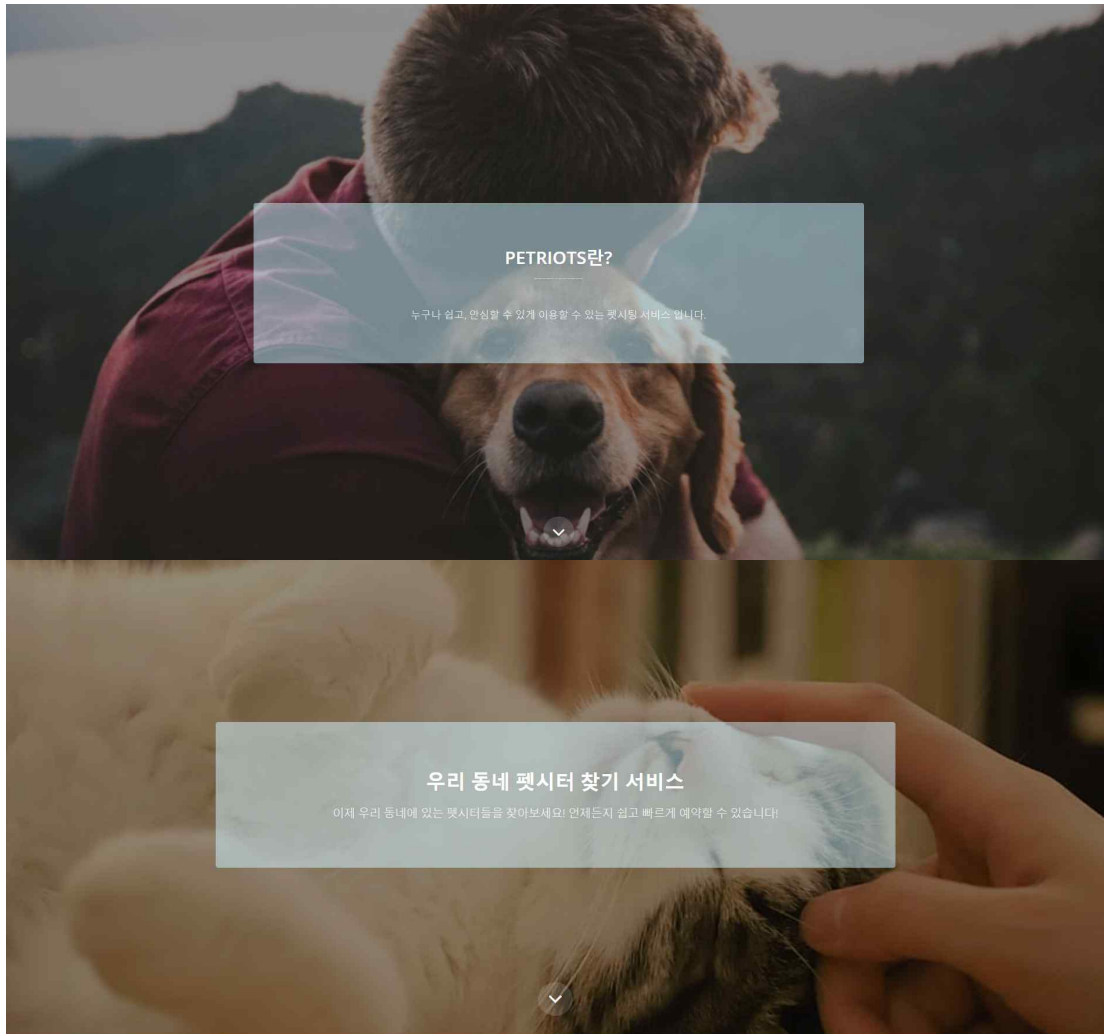 PETRIOTS란?
누구나 쉽고, 안심할 수 있게 이용할 수 있는 펫시팅 서비스 입니다.
우리 동네 펫시터 찾기 서비스
이제 우리 동네에 있는 펫시터들을 찾아보세요! 언제든지 쉽고 빠르게 예약할 수 있습니다!